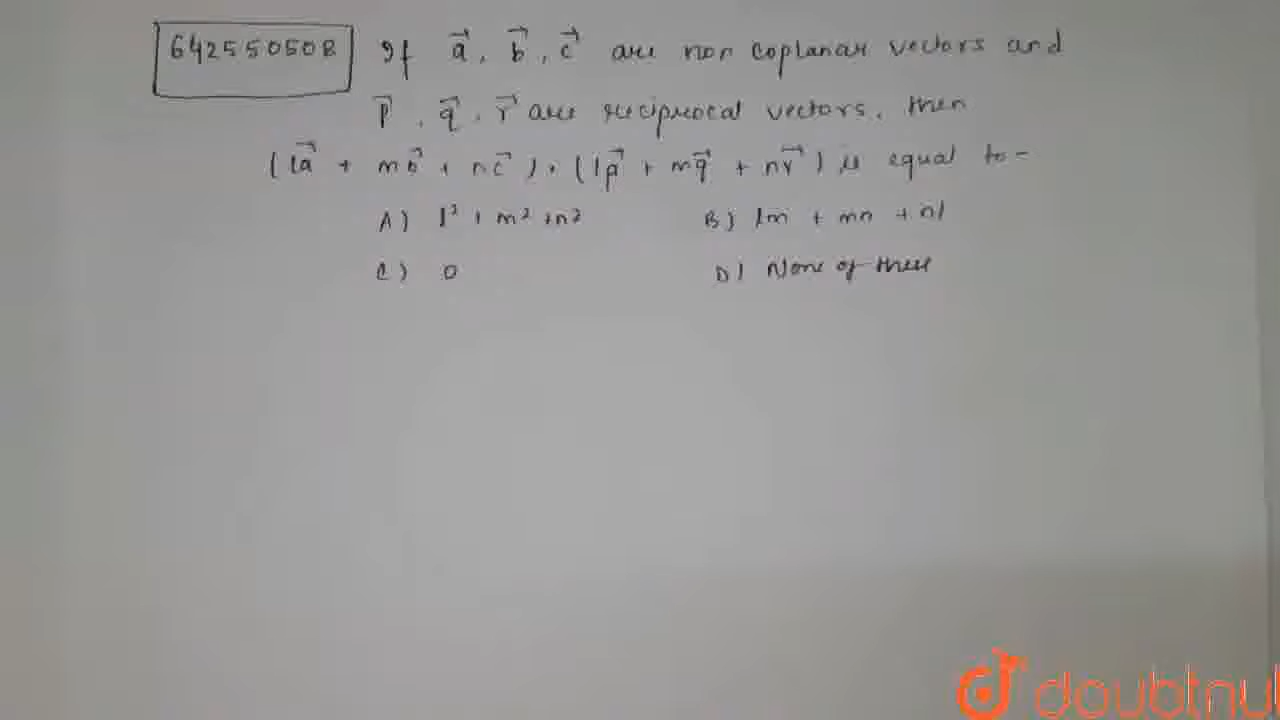 642550508 If a⃗, b⃗, c⃗ are non coplanar vectors and
p⃗, q⃗, r⃗ are reciprocal vectors, then
(la⃗ + mb⃗ + nc⃗) . (lp⃗ + mq⃗ + nr⃗) is equal to-
A) l² + m² + n² B) lm + mn + nl
C) 0 D) None of these
doubtnut